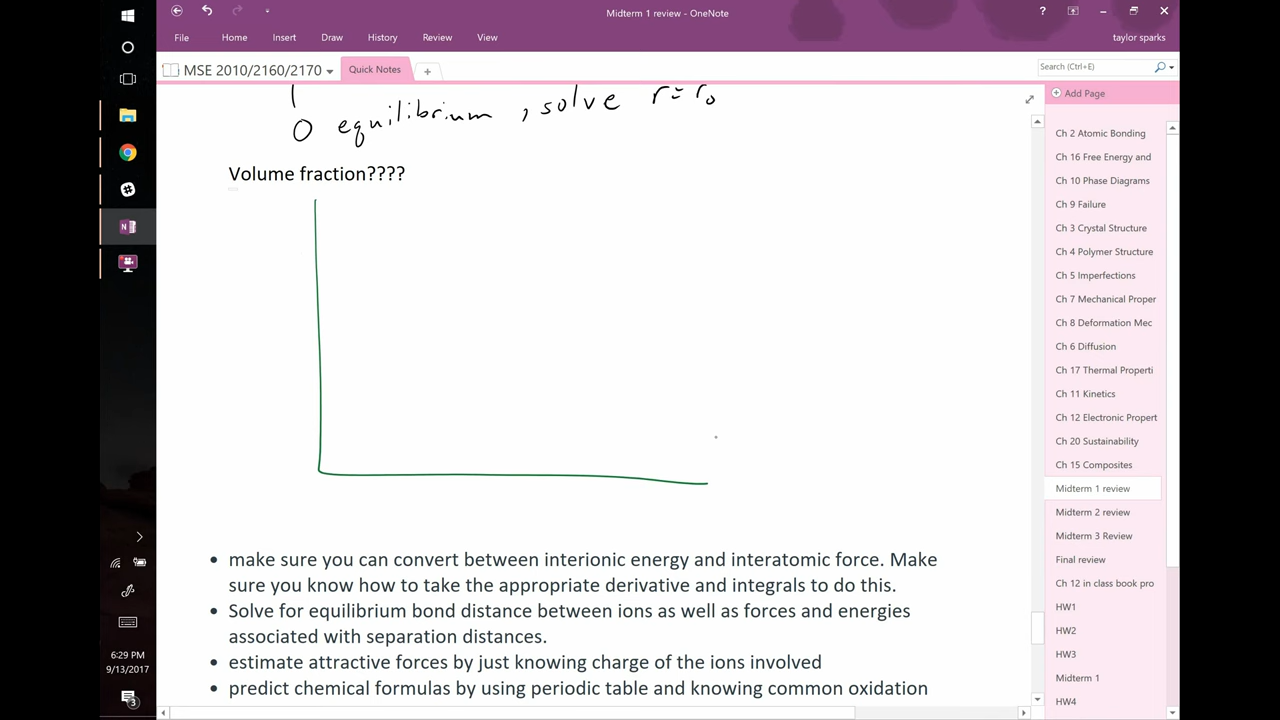 Midterm 1 review - OneNote
?
File
Home
Insert
Draw
History
Review
View
taylor sparks
MSE 2010/2160/2170
Quick Notes
+
Search (Ctrl+E)
equilibrium , solve r = r₀
O
Volume fraction????
make sure you can convert between interionic energy and interatomic force. Make
sure you know how to take the appropriate derivative and integrals to do this.
Solve for equilibrium bond distance between ions as well as forces and energies
associated with separation distances.
estimate attractive forces by just knowing charge of the ions involved
predict chemical formulas by using periodic table and knowing common oxidation
Add Page
Ch 2 Atomic Bonding
Ch 16 Free Energy and
Ch 10 Phase Diagrams
Ch 9 Failure
Ch 3 Crystal Structure
Ch 4 Polymer Structure
Ch 5 Imperfections
Ch 7 Mechanical Proper
Ch 8 Deformation Mec
Ch 6 Diffusion
Ch 17 Thermal Properti
Ch 11 Kinetics
Ch 12 Electronic Propert
Ch 20 Sustainability
Ch 15 Composites
Midterm 1 review
Midterm 2 review
Midterm 3 Review
Final review
Ch 12 in class book pro
HW1
HW2
HW3
Midterm 1
HW4
6:29 PM
9/13/2017
3